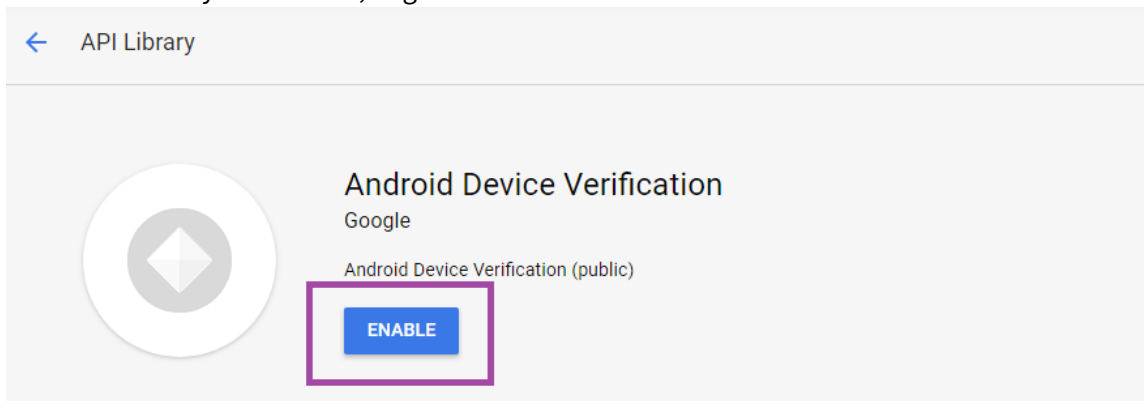 API Library
Android Device Verification
Google
Android Device Verification (public)
ENABLE